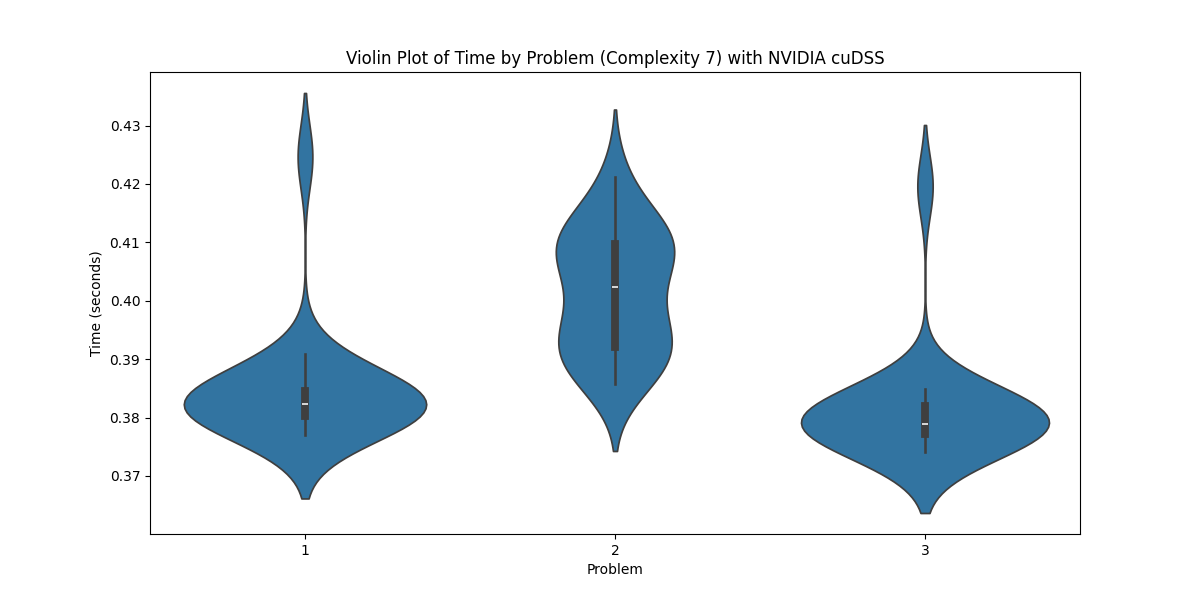 Violin Plot of Time by Problem (Complexity 7) with NVIDIA cuDSS
Time (seconds)
0.43
0.42
0.41
0.40
0.39
0.38
0.37
1 2 3
Problem